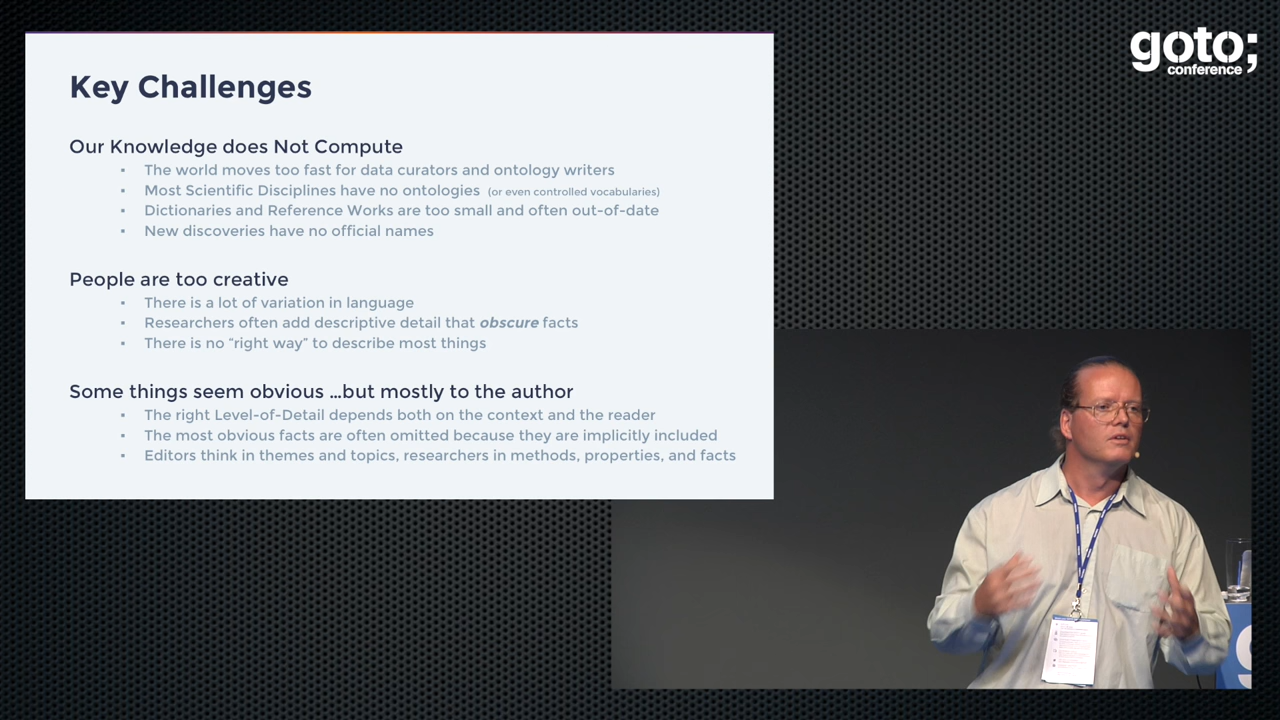 goto;
conference
Key Challenges
Our Knowledge does Not Compute
▪ The world moves too fast for data curators and ontology writers
▪ Most Scientific Disciplines have no ontologies (or even controlled vocabularies)
▪ Dictionaries and Reference Works are too small and often out-of-date
▪ New discoveries have no official names
People are too creative
▪ There is a lot of variation in language
▪ Researchers often add descriptive detail that obscure facts
▪ There is no “right way” to describe most things
Some things seem obvious ...but mostly to the author
▪ The right Level-of-Detail depends both on the context and the reader
▪ The most obvious facts are often omitted because they are implicitly included
▪ Editors think in themes and topics, researchers in methods, properties, and facts